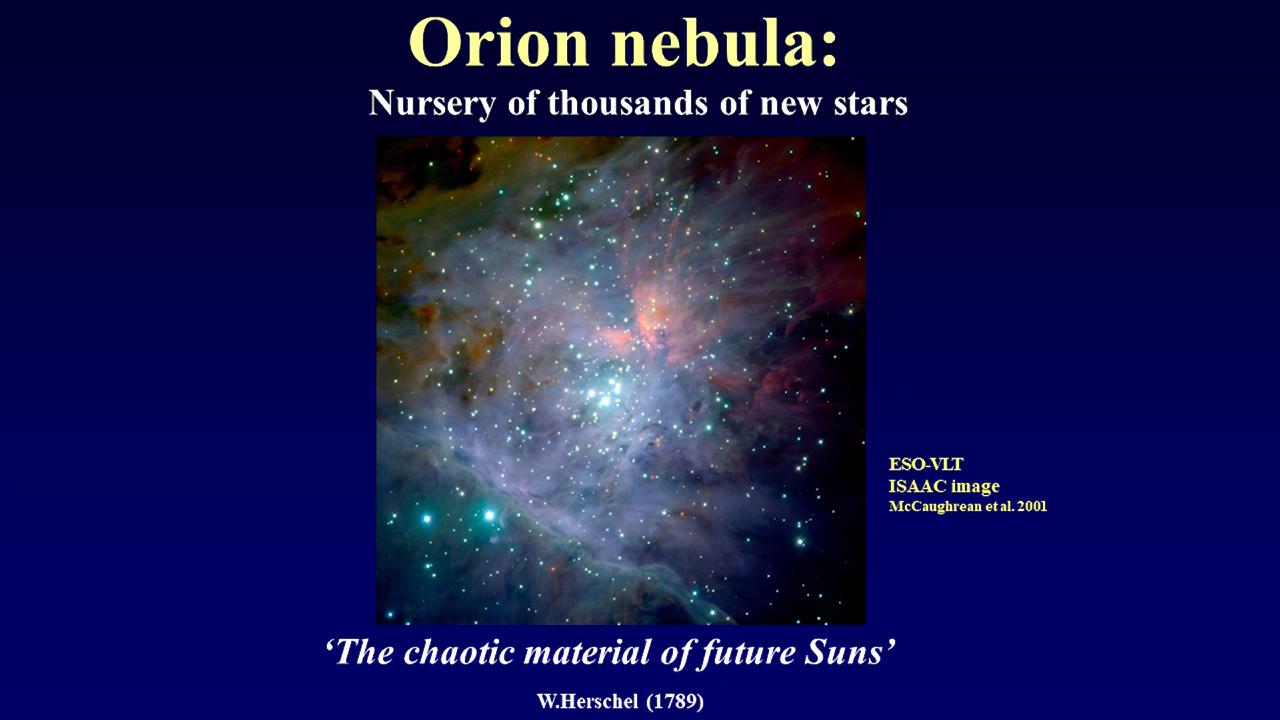 Orion nebula:
Nursery of thousands of new stars
ESO-VLT
ISAAC image
McCaughrean et al. 2001
‘The chaotic material of future Suns’
W.Herschel (1789)